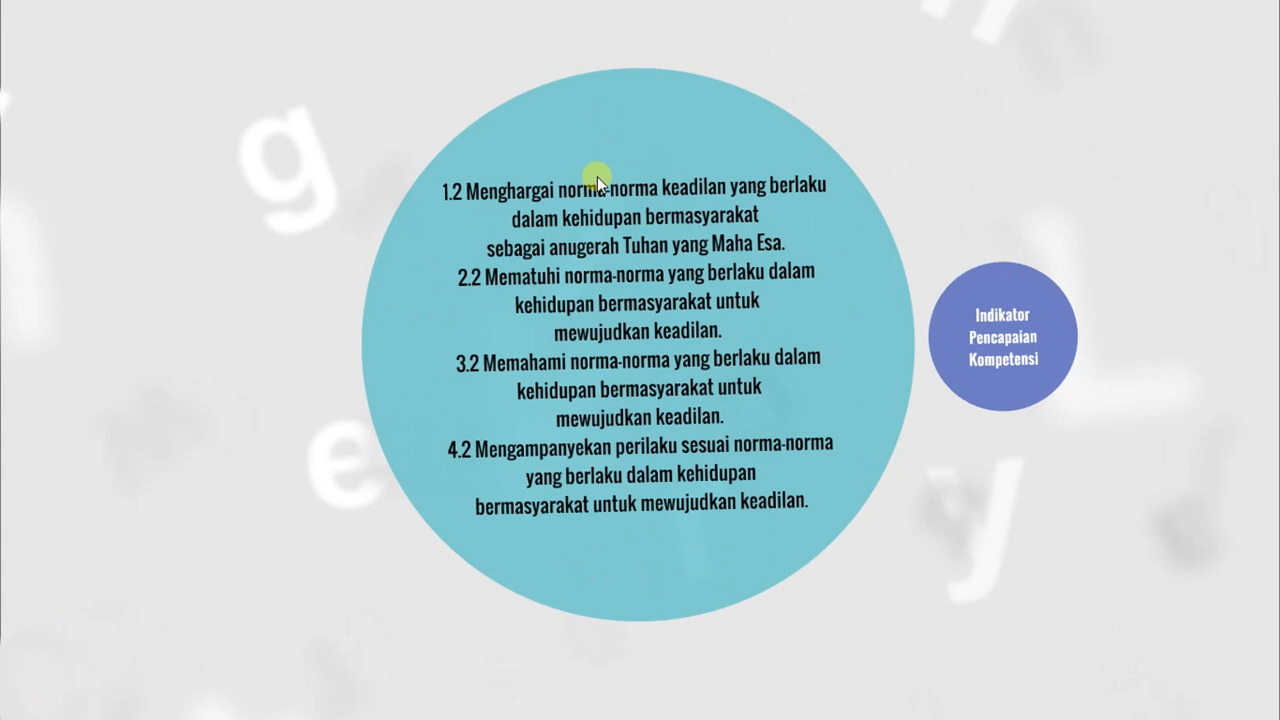 1.2 Menghargai norma-norma keadilan yang berlaku
dalam kehidupan bermasyarakat
sebagai anugerah Tuhan yang Maha Esa.
2.2 Mematuhi norma-norma yang berlaku dalam
kehidupan bermasyarakat untuk
mewujudkan keadilan.
3.2 Memahami norma-norma yang berlaku dalam
kehidupan bermasyarakat untuk
mewujudkan keadilan.
4.2 Mengampanyekan perilaku sesuai norma-norma
yang berlaku dalam kehidupan
bermasyarakat untuk mewujudkan keadilan.
Indikator
Pencapaian
Kompetensi
g
e
y